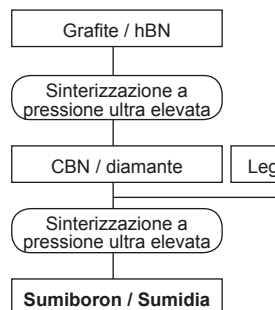 Grafite / hBN
Sinterizzazione a
pressione ultra elevata
CBN / diamante
Sinterizzazione a
pressione ultra elevata
Sumiboron / Sumidia